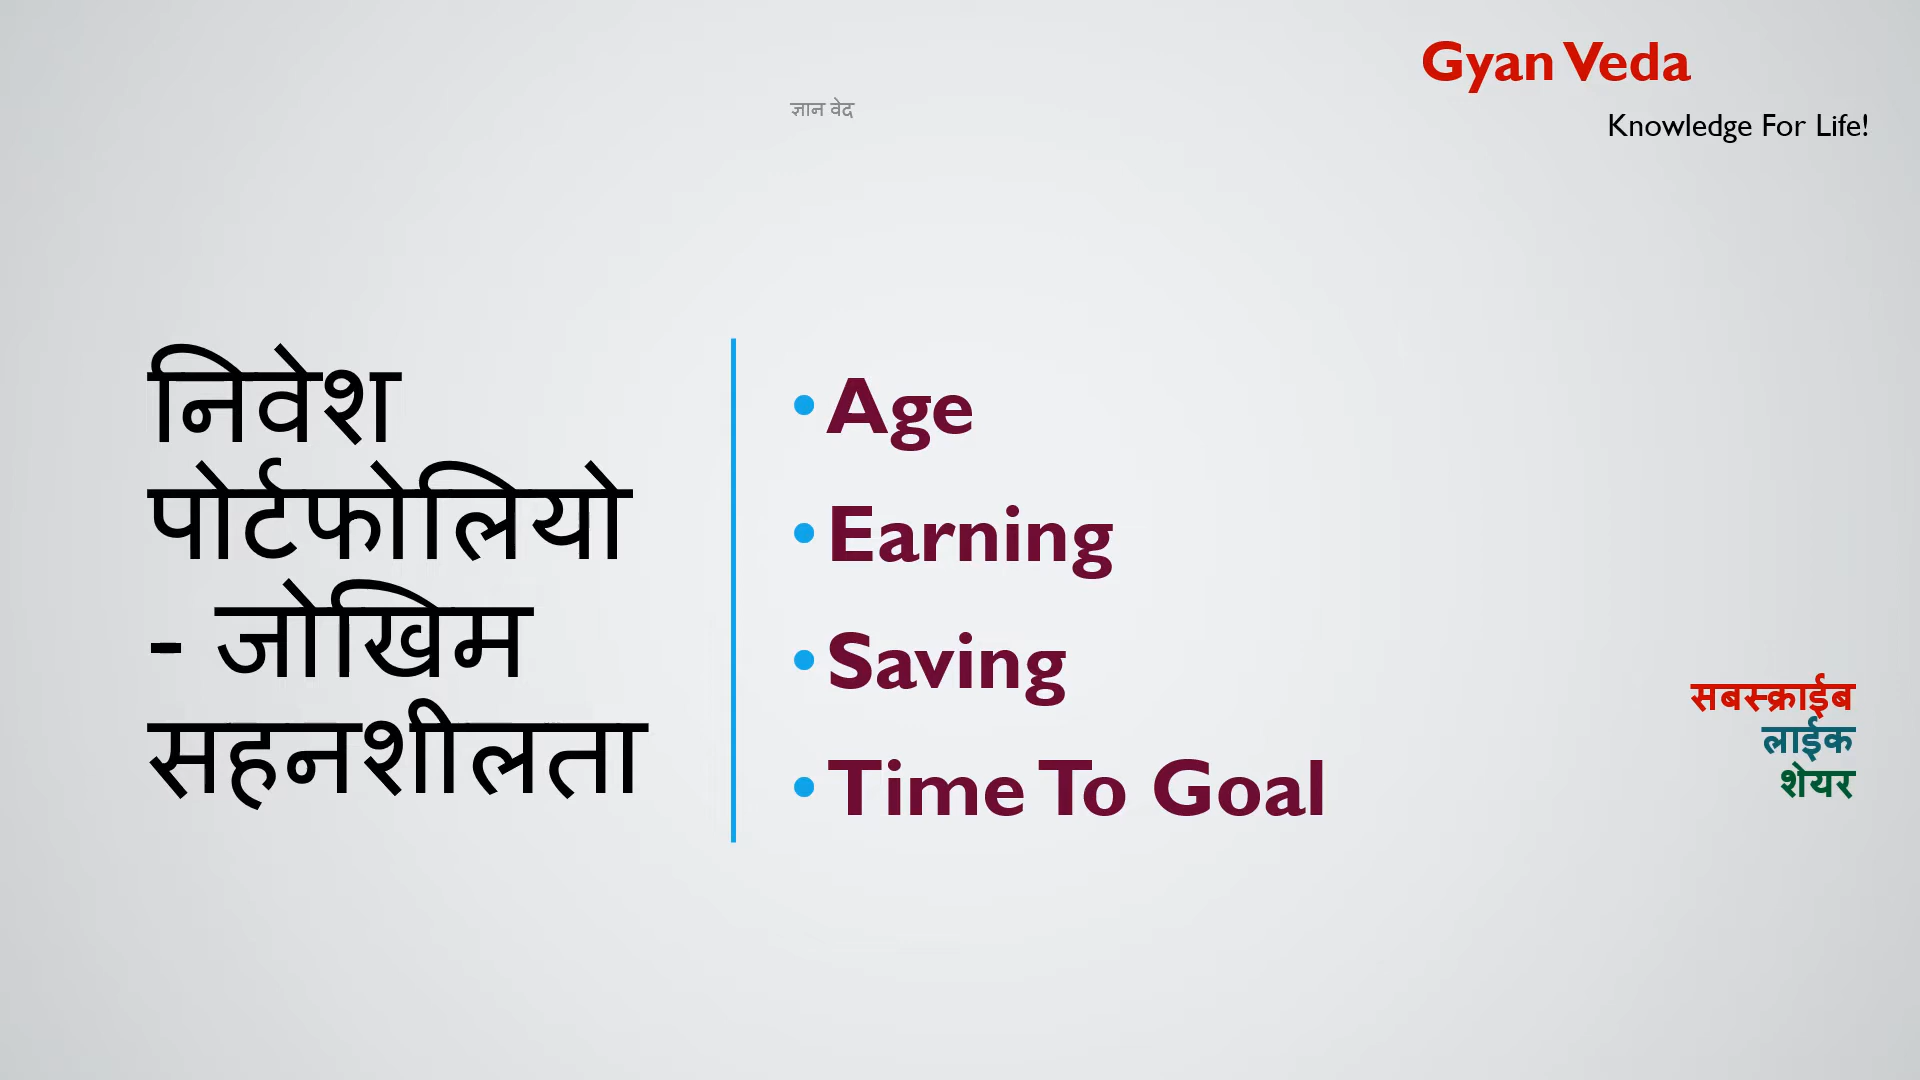 Gyan Veda
Knowledge For Life!
ज्ञान वेद
निवेश
पोर्टफोलियो
- जोखिम
सहनशीलता
• Age
• Earning
• Saving
• Time To Goal
सबस्क्राईब
लाईक
शेयर